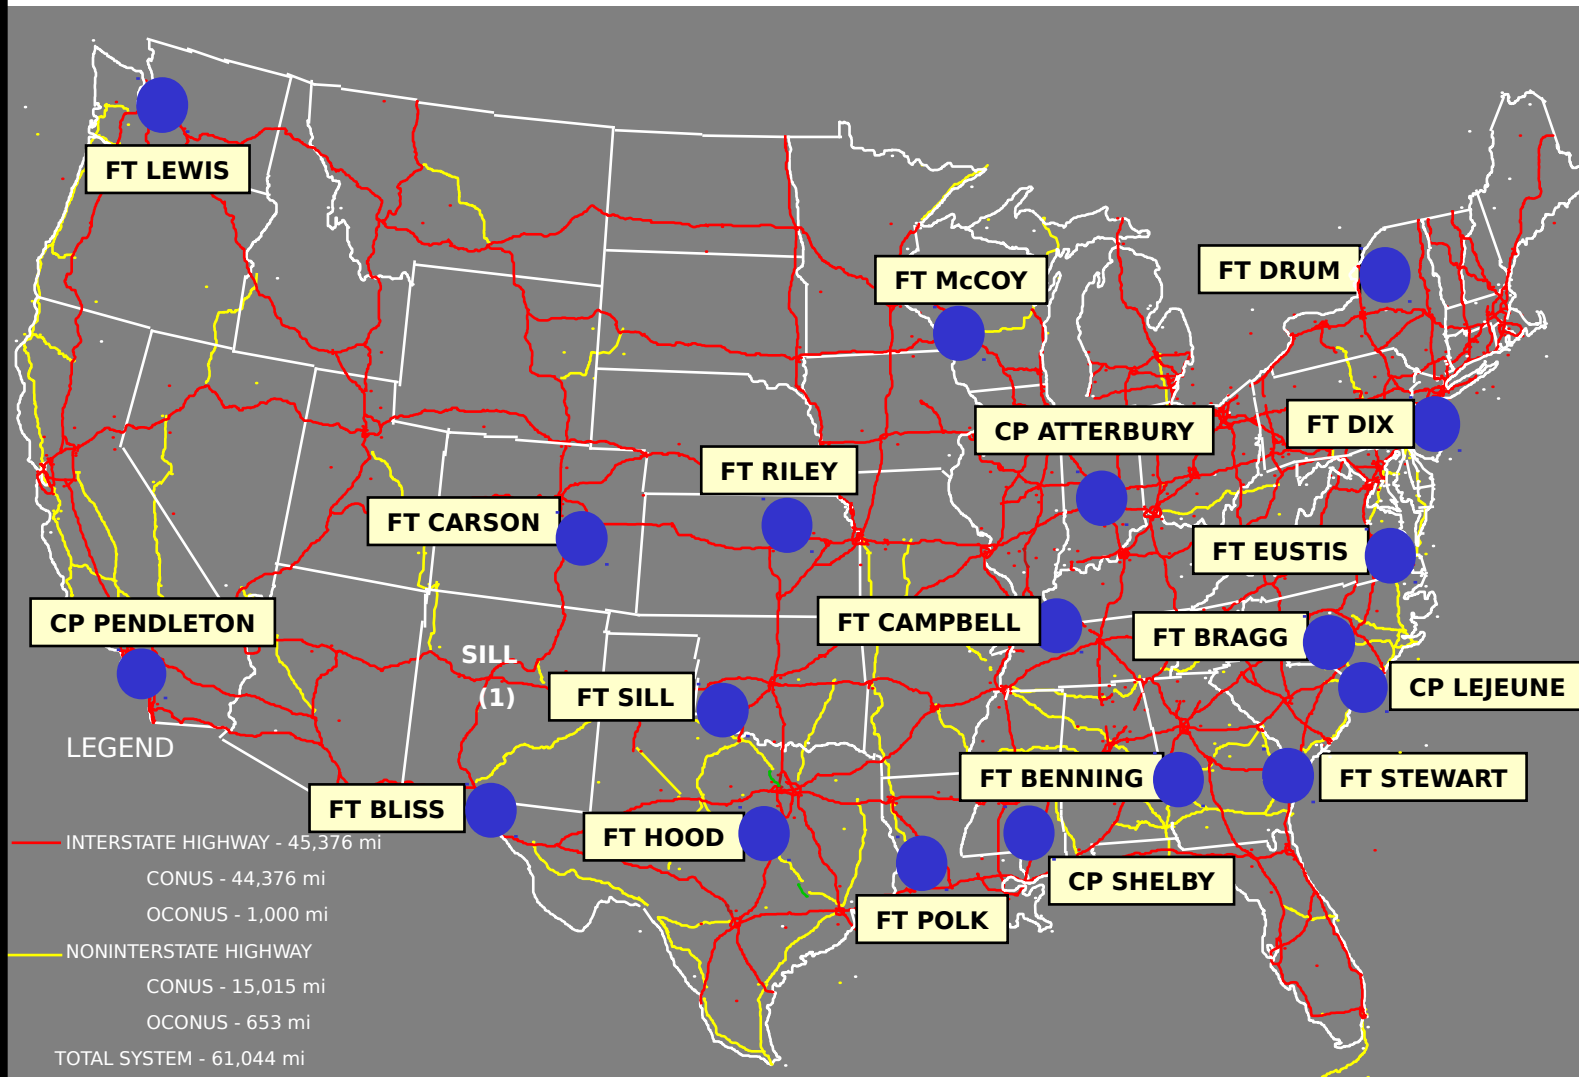 FT LEWIS
FT DRUM
FT McCOY
FT DIX
CP ATTERBURY
FT RILEY
FT CARSON
FT EUSTIS
CP PENDLETON
FT CAMPBELL
FT BRAGG
SILL
(1)
FT SILL
CP LEJEUNE
LEGEND
FT BENNING
FT STEWART
FT BLISS
FT HOOD
INTERSTATE HIGHWAY - 45,376 mi
CONUS - 44,376 mi
OCONUS - 1,000 mi
CP SHELBY
FT POLK
NONINTERSTATE HIGHWAY
CONUS - 15,015 mi
OCONUS - 653 mi
TOTAL SYSTEM - 61,044 mi